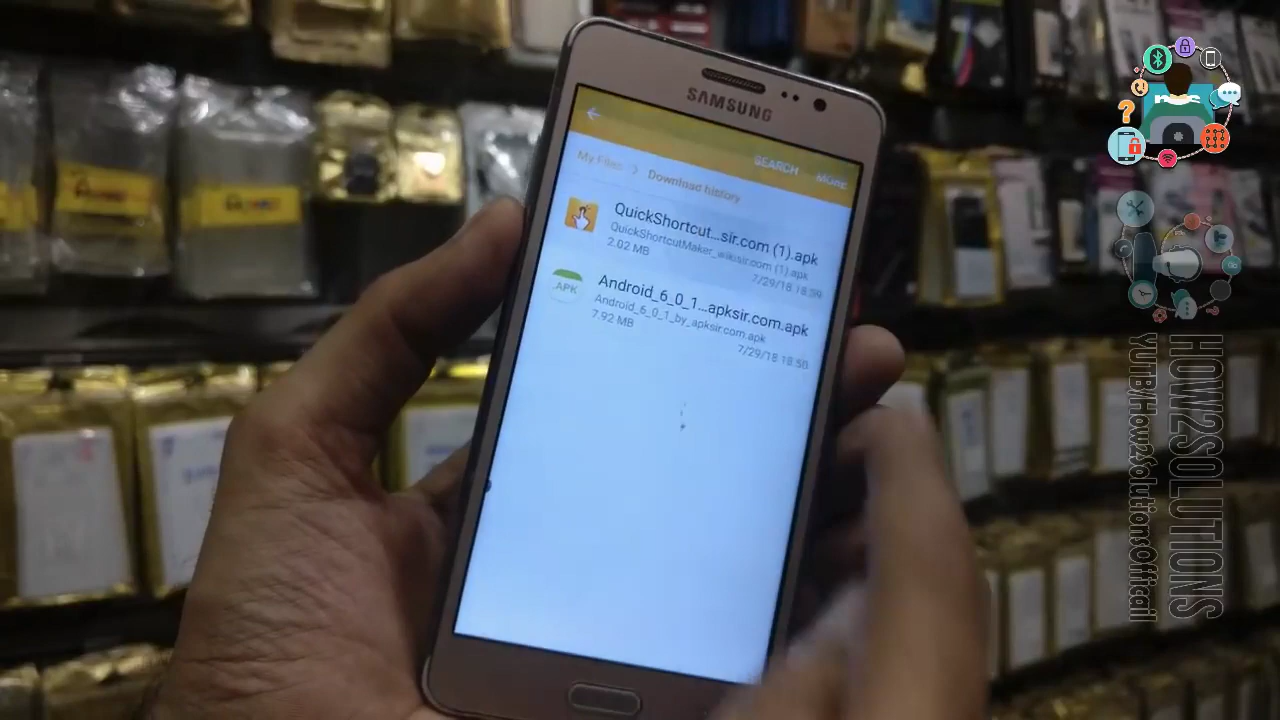 SAMSUNG
SEARCH
MORE
My Files > Download history
QuickShortcut...sir.com (1).apk
QuickShortcutMaker_wikisir.com (1).apk
2.02 MB
7/29/18 18:59
.APK
Android_6_0_1...apksir.com.apk
Android_6_0_1_by_apksir.com.apk
7.92 MB
7/29/18 18:58
HOW2SOLUTIONS
YUTB/How2SolutionsOfficail